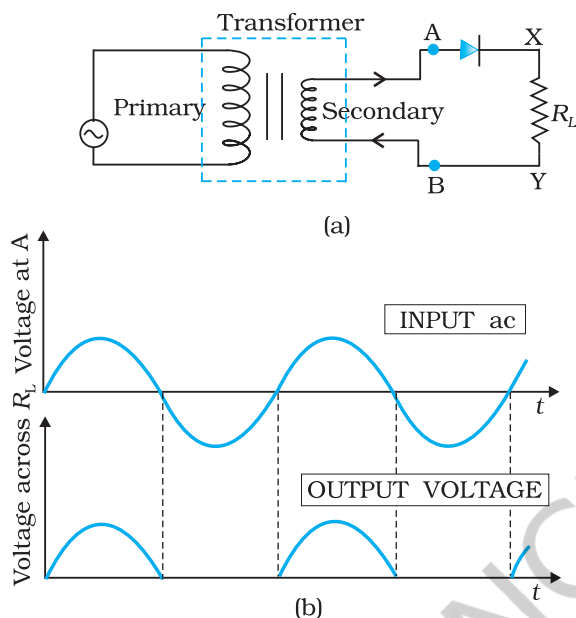 Transformer
A
X
Primary
Secondary
R_L
B
Y
(a)
Voltage at A
INPUT ac
t
Voltage across R_L
OUTPUT VOLTAGE
t
(b)